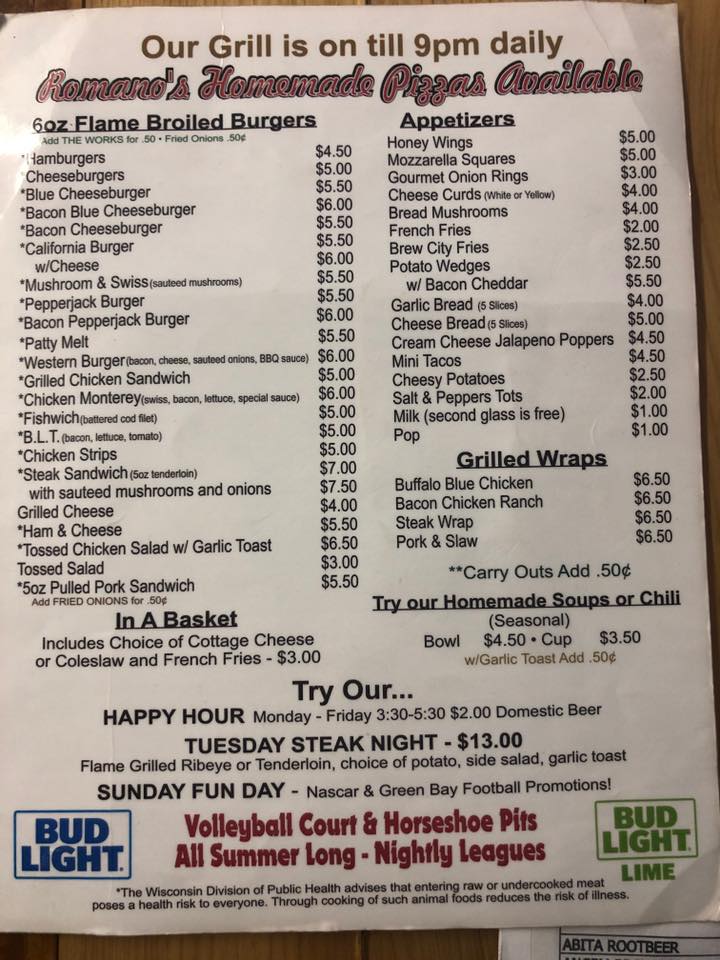 Our Grill is on till 9pm daily
Romano's Homemade Pizzas Available
6oz Flame Broiled Burgers
Add THE WORKS for .50 • Fried Onions .50¢
*Hamburgers $4.50
*Cheeseburgers $5.00
*Blue Cheeseburger $5.50
*Bacon Blue Cheeseburger $6.00
*Bacon Cheeseburger $5.50
*California Burger $5.50
w/Cheese $6.00
*Mushroom & Swiss (sauteed mushrooms) $5.50
*Pepperjack Burger $5.50
*Bacon Pepperjack Burger $6.00
*Patty Melt $5.50
*Western Burger (bacon, cheese, sauteed onions, BBQ sauce) $6.00
*Grilled Chicken Sandwich $5.00
*Chicken Monterey (swiss, bacon, lettuce, special sauce) $6.00
*Fishwich (battered cod filet) $5.00
*B.L.T. (bacon, lettuce, tomato) $5.00
*Chicken Strips $5.00
*Steak Sandwich (5oz tenderloin) $7.00
with sauteed mushrooms and onions $7.50
Grilled Cheese $4.00
*Ham & Cheese $5.50
*Tossed Chicken Salad w/ Garlic Toast $6.50
Tossed Salad $3.00
*5oz Pulled Pork Sandwich $5.50
Add FRIED ONIONS for .50¢
In A Basket
Includes Choice of Cottage Cheese
or Coleslaw and French Fries - $3.00
Appetizers
Honey Wings $5.00
Mozzarella Squares $5.00
Gourmet Onion Rings $3.00
Cheese Curds (White or Yellow) $4.00
Bread Mushrooms $4.00
French Fries $2.00
Brew City Fries $2.50
Potato Wedges $2.50
w/ Bacon Cheddar $5.50
Garlic Bread (5 Slices) $4.00
Cheese Bread (5 Slices) $5.00
Cream Cheese Jalapeno Poppers $4.50
Mini Tacos $4.50
Cheesy Potatoes $2.50
Salt & Peppers Tots $2.00
Milk (second glass is free) $1.00
Pop $1.00
Grilled Wraps
Buffalo Blue Chicken $6.50
Bacon Chicken Ranch $6.50
Steak Wrap $6.50
Pork & Slaw $6.50
**Carry Outs Add .50¢
Try our Homemade Soups or Chili
(Seasonal)
Bowl $4.50 • Cup $3.50
w/Garlic Toast Add .50¢
Try Our...
HAPPY HOUR Monday - Friday 3:30-5:30 $2.00 Domestic Beer
TUESDAY STEAK NIGHT - $13.00
Flame Grilled Ribeye or Tenderloin, choice of potato, side salad, garlic toast
SUNDAY FUN DAY - Nascar & Green Bay Football Promotions!
BUD LIGHT.
Volleyball Court & Horseshoe Pits
All Summer Long - Nightly Leagues
BUD LIGHT
LIME
*The Wisconsin Division of Public Health advises that entering raw or undercooked meat
poses a health risk to everyone. Through cooking of such animal foods reduces the risk of illness.
ABITA ROOTBEER